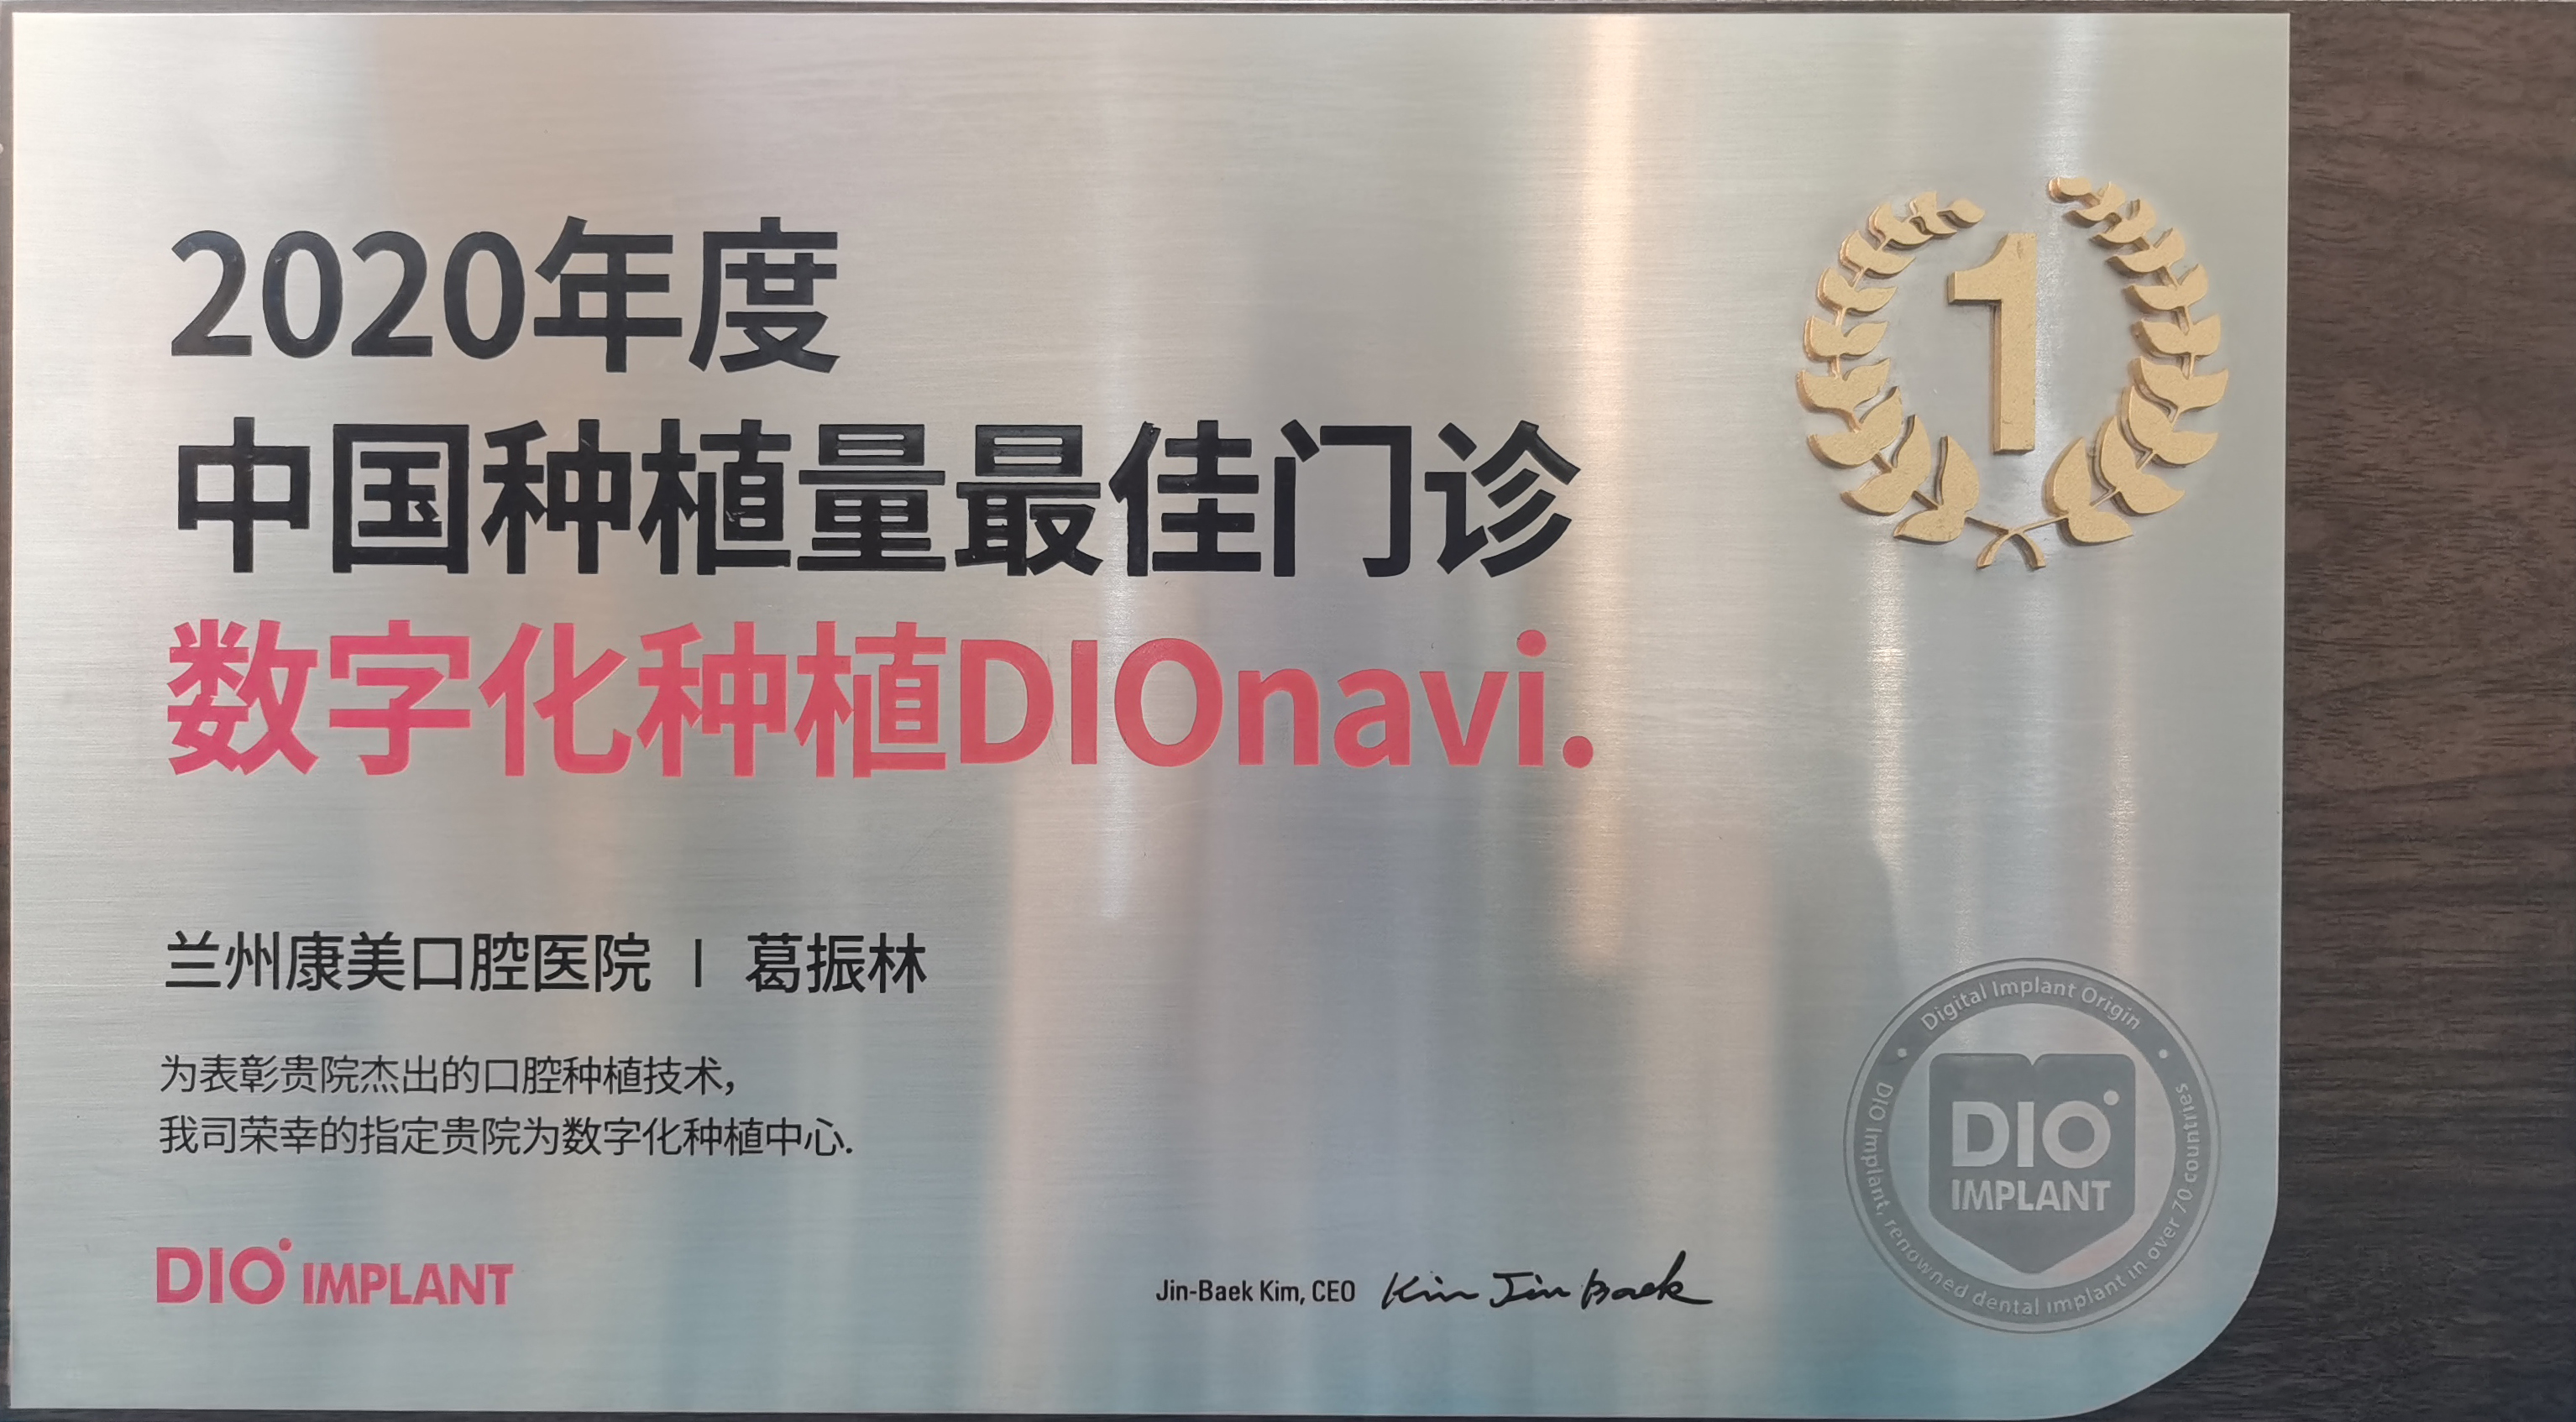 2020年度
中国种植量最佳门诊
数字化种植DIOnavi.
1
兰州康美口腔医院 | 葛振林
为表彰贵院杰出的口腔种植技术,
我司荣幸的指定贵院为数字化种植中心.
DIO IMPLANT
Jin-Baek Kim, CEO Kim Jin Baek
Digital Implant Origin
DIO Implant, renowned dental implant in over 70 countries
DIO
IMPLANT